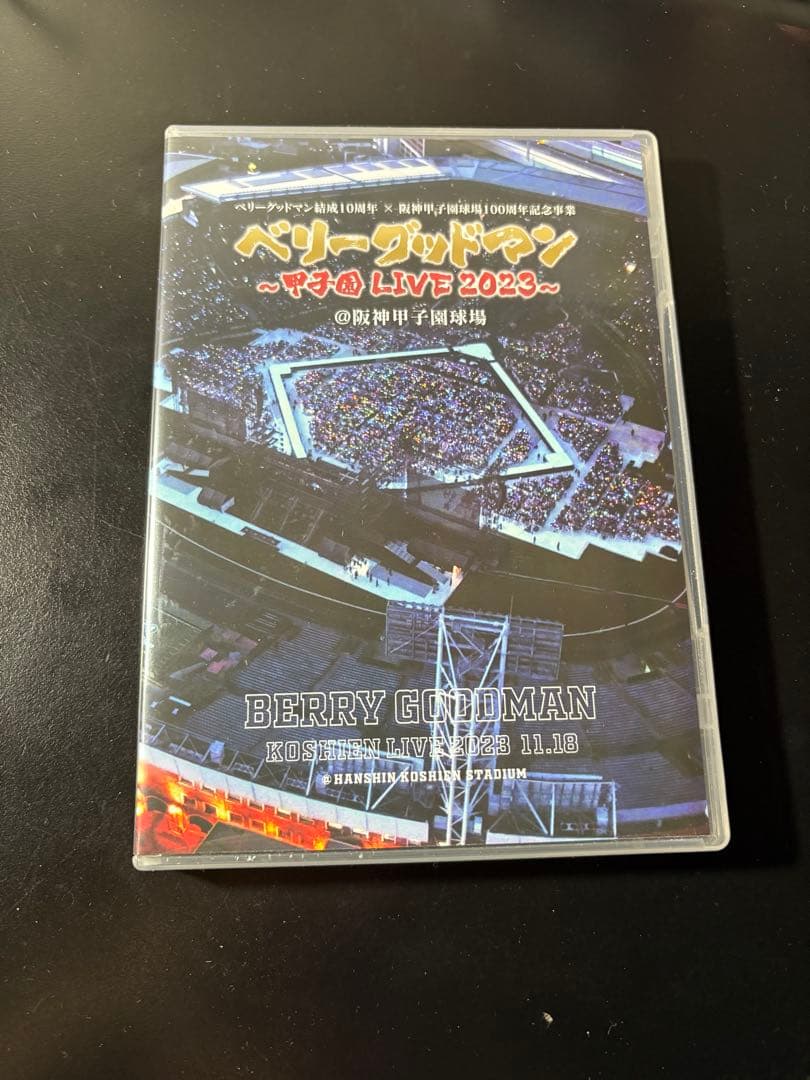 ベリーグッドマン結成10周年 × 阪神甲子園球場100周年記念事業
ベリーグッドマン
～甲子園 LIVE 2023～
@阪神甲子園球場
BERRY GOODMAN
KOSHIEN LIVE 2023 11.18
@HANSHIN KOSHIEN STADIUM